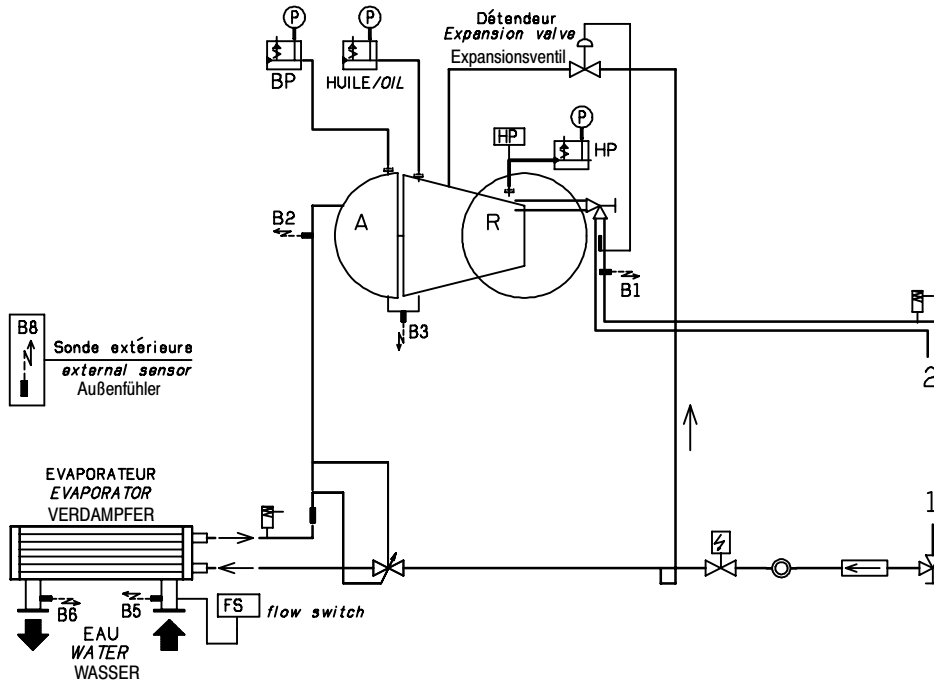 P
P
Détendeur
Expansion valve
Expansionsventil
BP
HUILE/OIL
P
HP
HP
A
R
B2
B1
B3
B8
Sonde extérieure
external sensor
Außenfühler
2
EVAPORATEUR
EVAPORATOR
VERDAMPFER
1
B6
B5
FS
flow switch
EAU
WATER
WASSER